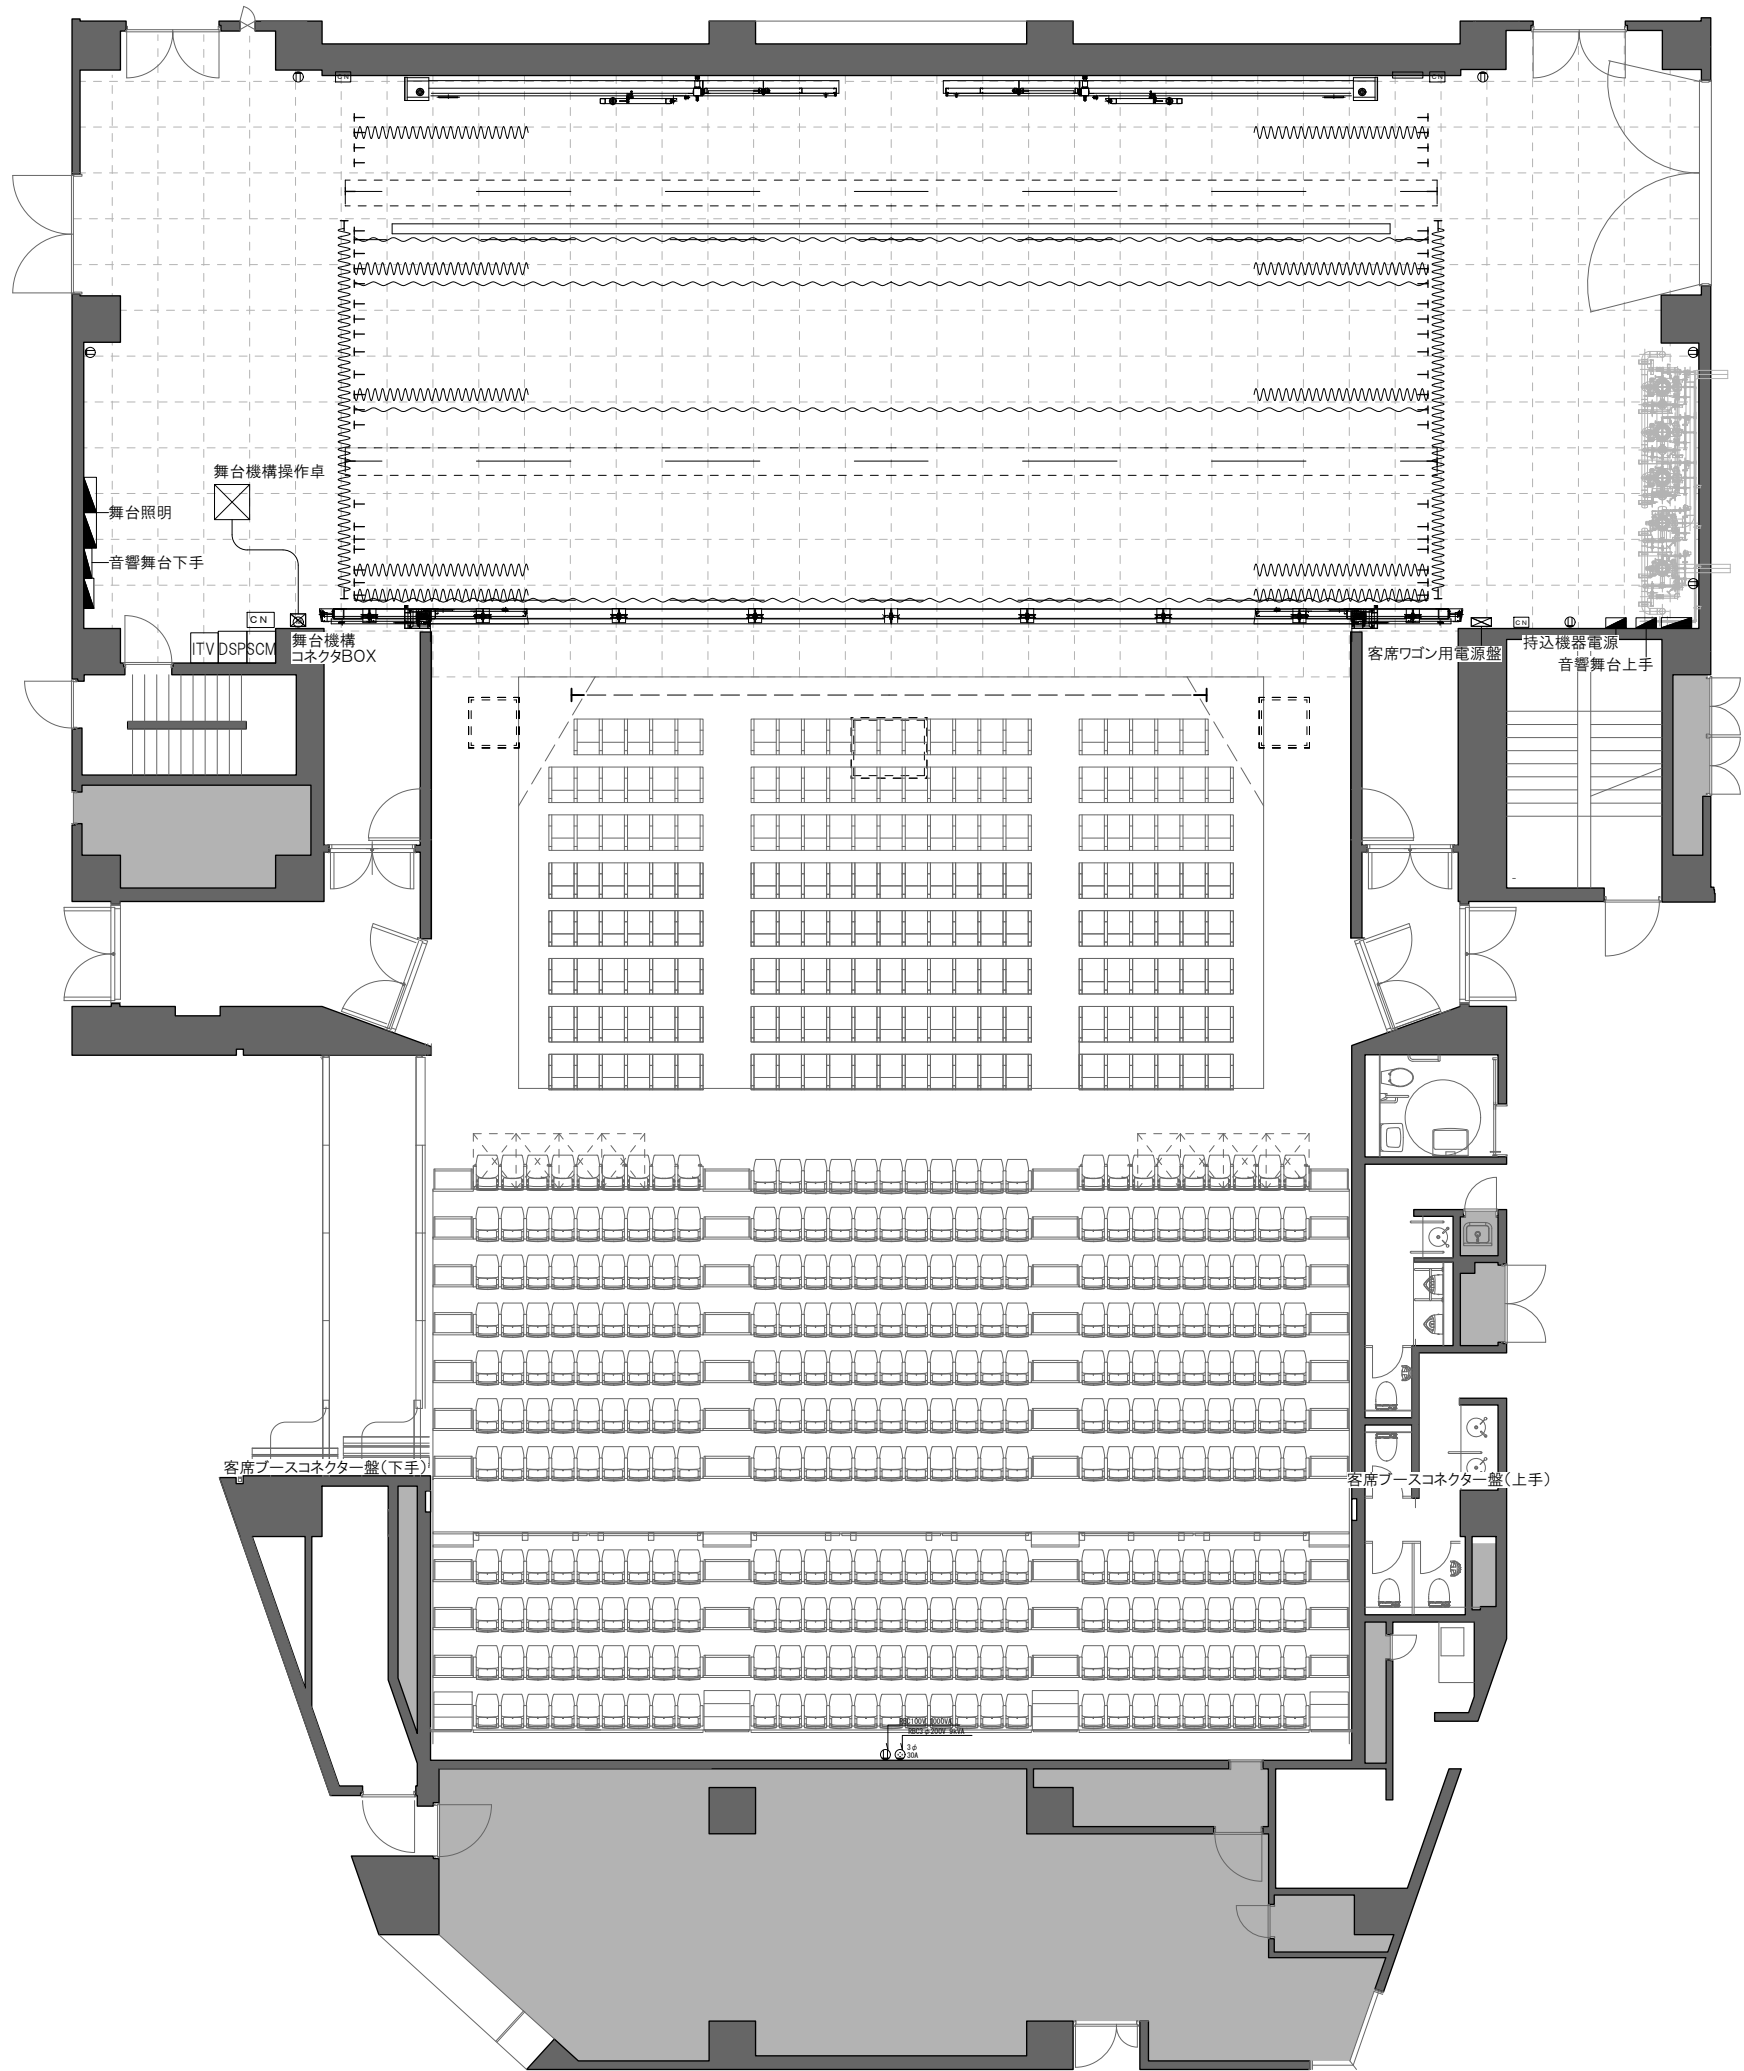 CN
CN
舞台機構操作卓
舞台照明
音響舞台下手
CN
ITV
DSP
SCM
舞台機構
コネクタBOX
CN
持込機器電源
客席ワゴン用電源盤
音響舞台上手
客席ブースコネクター盤(下手)
客席ブースコネクター盤(上手)
3φ
30A